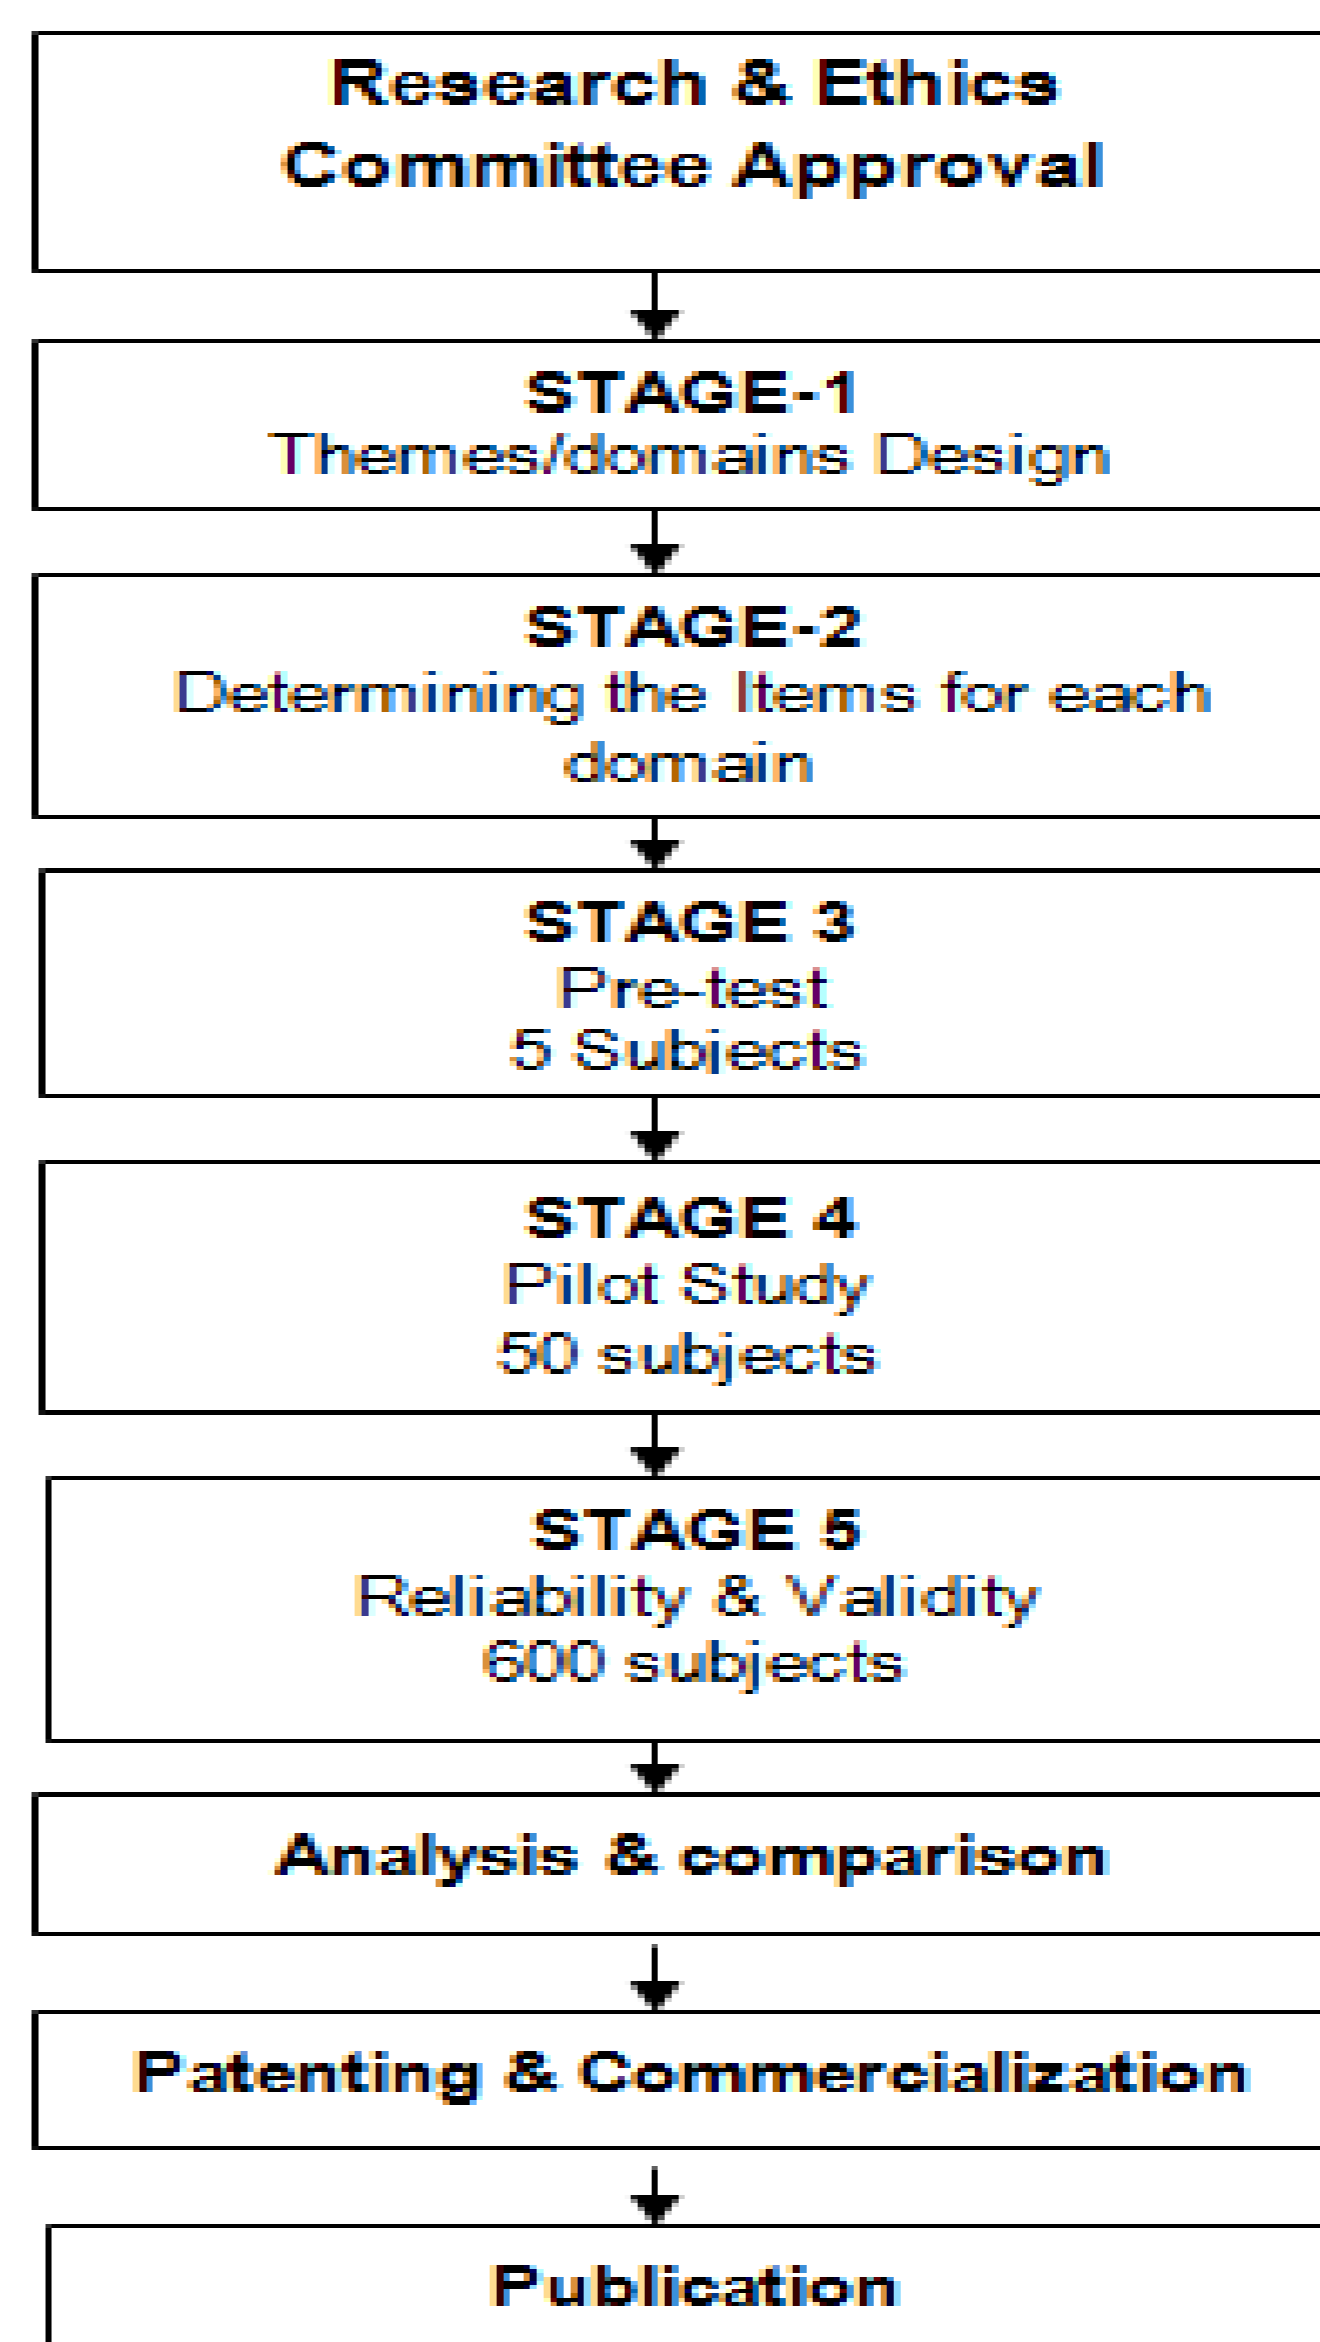 Research & Ethics
Committee Approval
STAGE-1
Themes/domains Design
STAGE-2
Determining the Items for each
domain
STAGE 3
Pre-test
5 Subjects
STAGE 4
Pilot Study
50 subjects
STAGE 5
Reliability & Validity
600 subjects
Analysis & comparison
Patenting & Commercialization
Publication